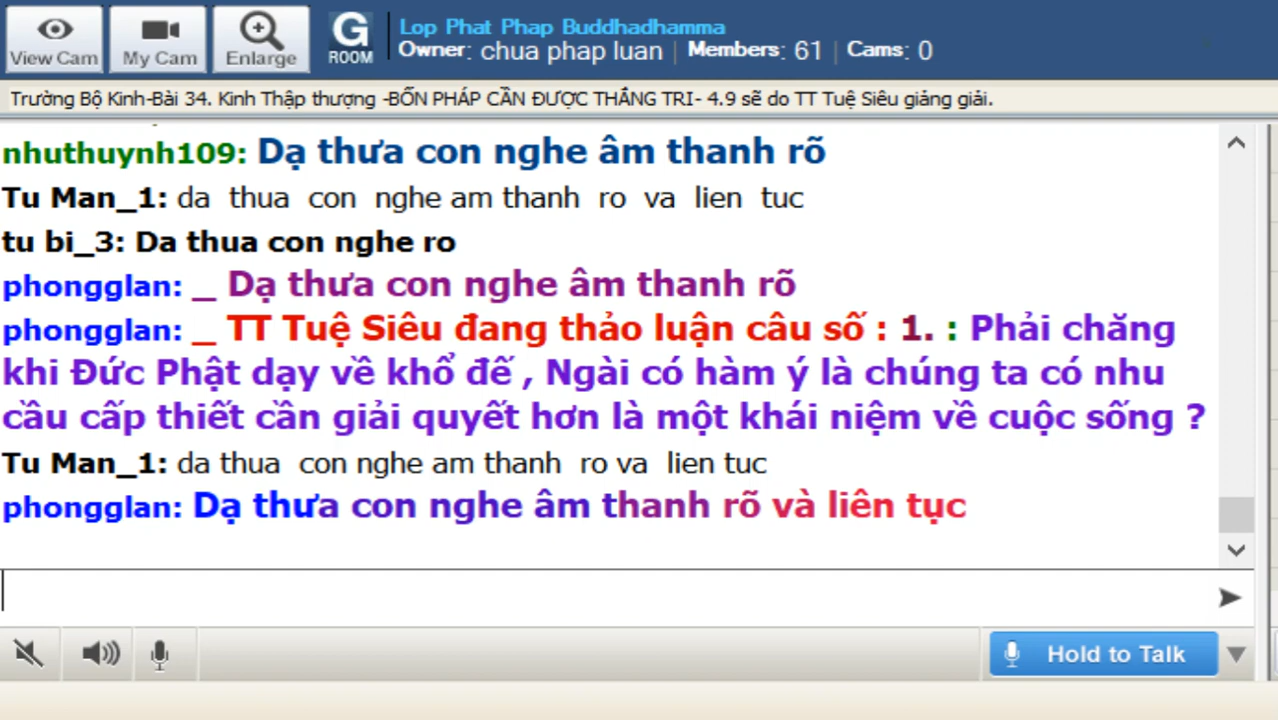 Lop Phat Phap Buddhadhamma
View Cam
My Cam
Enlarge
G ROOM
Owner: chua phap luan | Members: 61 | Cams: 0
Trường Bộ Kinh-Bài 34. Kinh Thập thượng -BỐN PHÁP CẦN ĐƯỢC THẮNG TRI- 4.9 sẽ do TT Tuệ Siêu giảng giải.
nhuthuynh109: Dạ thưa con nghe âm thanh rõ
Tu Man_1: da thua con nghe am thanh ro va lien tuc
tu bi_3: Da thua con nghe ro
phongglan: _ Dạ thưa con nghe âm thanh rõ
phongglan: _ TT Tuệ Siêu đang thảo luận câu số : 1. : Phải chăng
khi Đức Phật dạy về khổ đế , Ngài có hàm ý là chúng ta có nhu
cầu cấp thiết cần giải quyết hơn là một khái niệm về cuộc sống ?
Tu Man_1: da thua con nghe am thanh ro va lien tuc
phongglan: Dạ thưa con nghe âm thanh rõ và liên tục
Hold to Talk